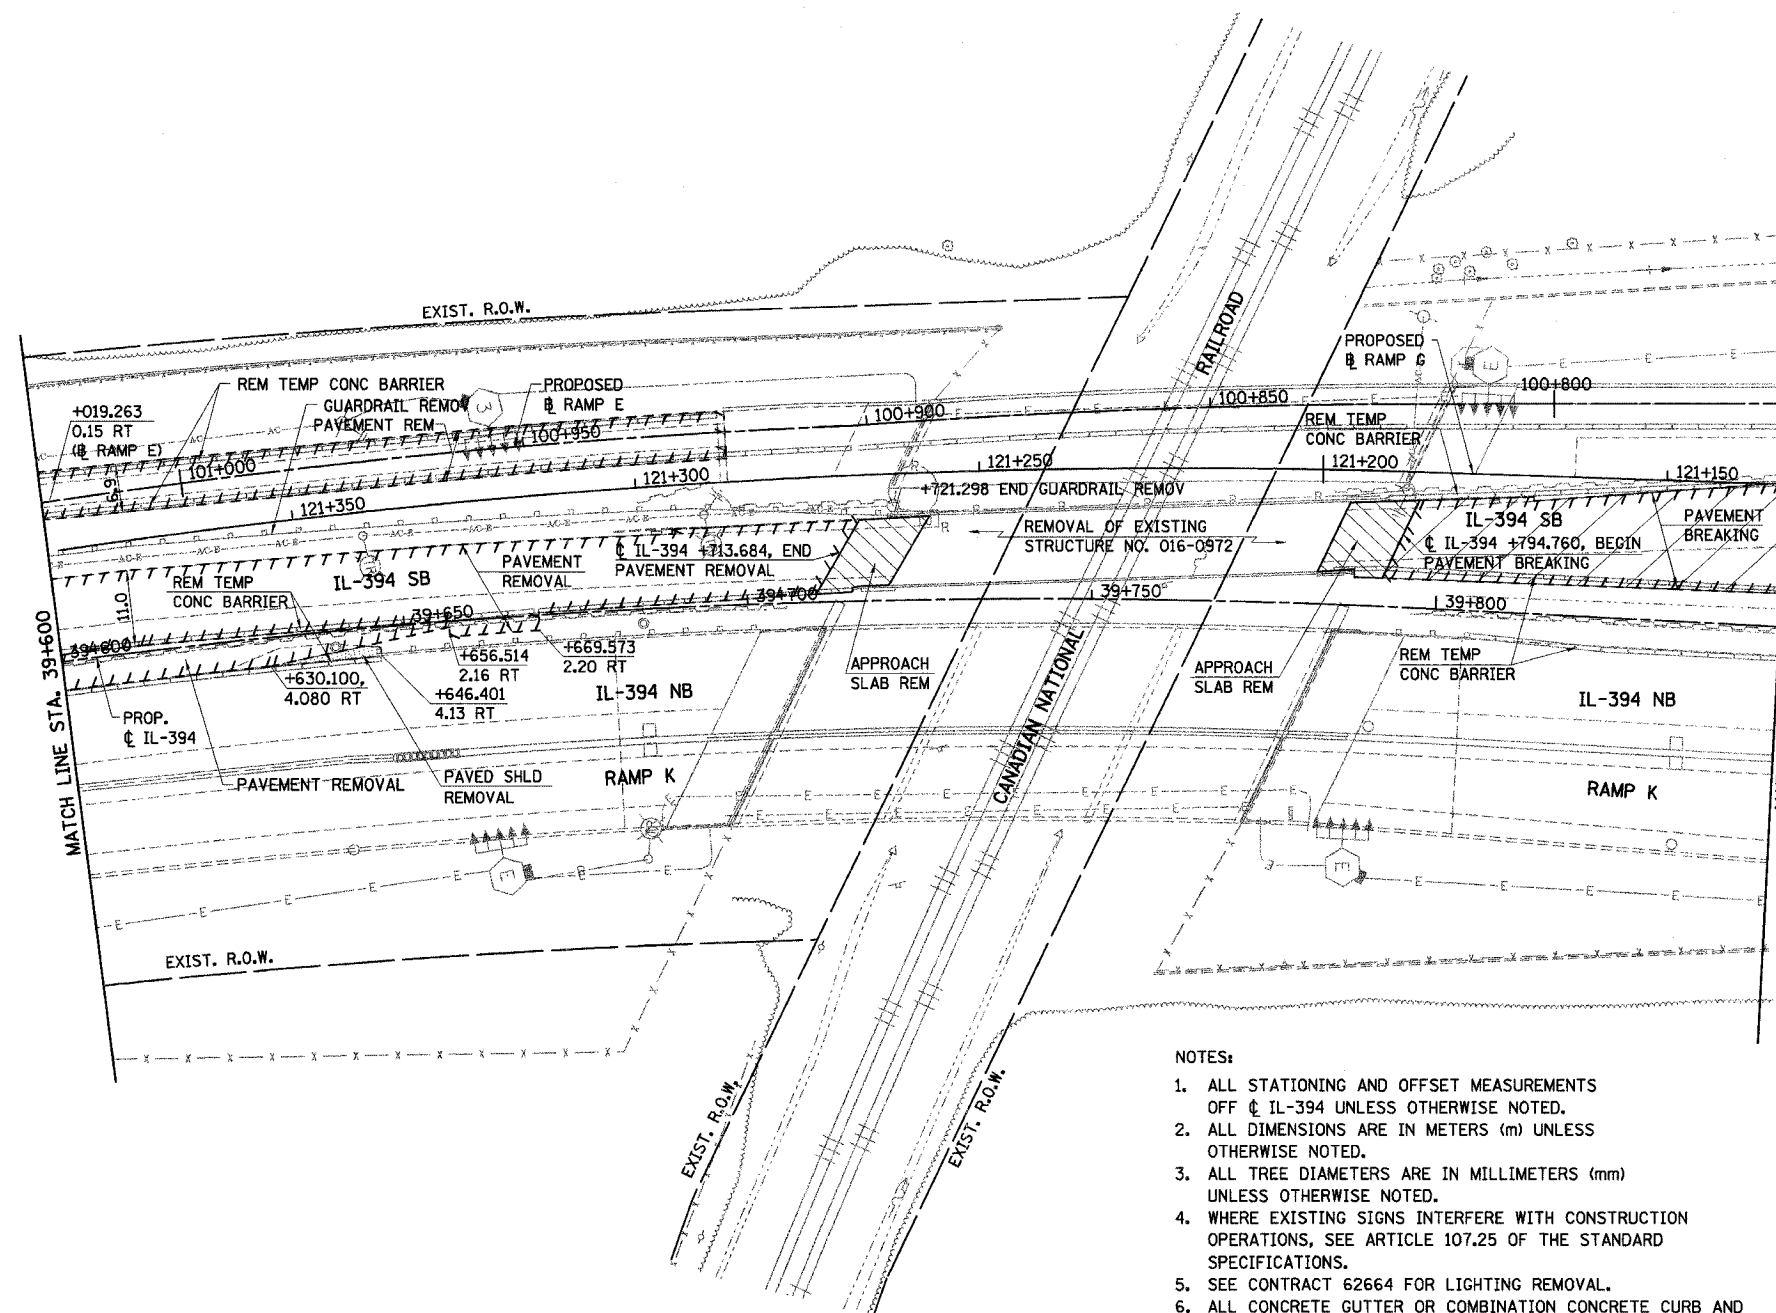 EXIST. R.O.W.
RAILROAD
PROPOSED
℄ RAMP G
100+800
REM TEMP CONC BARRIER
PROPOSED
B RAMP E
+019.263
0.15 RT
(B RAMP E)
GUARDRAIL REMOV
PAVEMENT REM
100+950
100+900
100+850
REM TEMP
CONC BARRIER
6.9
101+000
121+350
121+300
121+250
121+200
121+150
+721.298 END GUARDRAIL REMOV
REMOVAL OF EXISTING
STRUCTURE NO. 016-0972
IL-394 SB
℄ IL-394 +794.760, BEGIN
PAVEMENT BREAKING
PAVEMENT
BREAKING
℄ IL-394 +713.684, END
PAVEMENT REMOVAL
PAVEMENT
REMOVAL
IL-394 SB
REM TEMP
CONC BARRIER
11.0
39+600
39+650
39+700
39+750
39+800
MATCH LINE STA. 39+600
+630.100,
4.080 RT
+656.514
2.16 RT
+669.573
2.20 RT
+646.401
4.13 RT
IL-394 NB
APPROACH
SLAB REM
APPROACH
SLAB REM
REM TEMP
CONC BARRIER
IL-394 NB
PROP.
℄ IL-394
PAVEMENT REMOVAL
PAVED SHLD
REMOVAL
RAMP K
CANADIAN NATIONAL
RAMP K
EXIST. R.O.W.
EXIST. R.O.W.
EXIST. R.O.W.
NOTES:
1. ALL STATIONING AND OFFSET MEASUREMENTS
OFF ℄ IL-394 UNLESS OTHERWISE NOTED.
2. ALL DIMENSIONS ARE IN METERS (m) UNLESS
OTHERWISE NOTED.
3. ALL TREE DIAMETERS ARE IN MILLIMETERS (mm)
UNLESS OTHERWISE NOTED.
4. WHERE EXISTING SIGNS INTERFERE WITH CONSTRUCTION
OPERATIONS, SEE ARTICLE 107.25 OF THE STANDARD
SPECIFICATIONS.
5. SEE CONTRACT 62664 FOR LIGHTING REMOVAL.
6. ALL CONCRETE GUTTER OR COMBINATION CONCRETE CURB AND